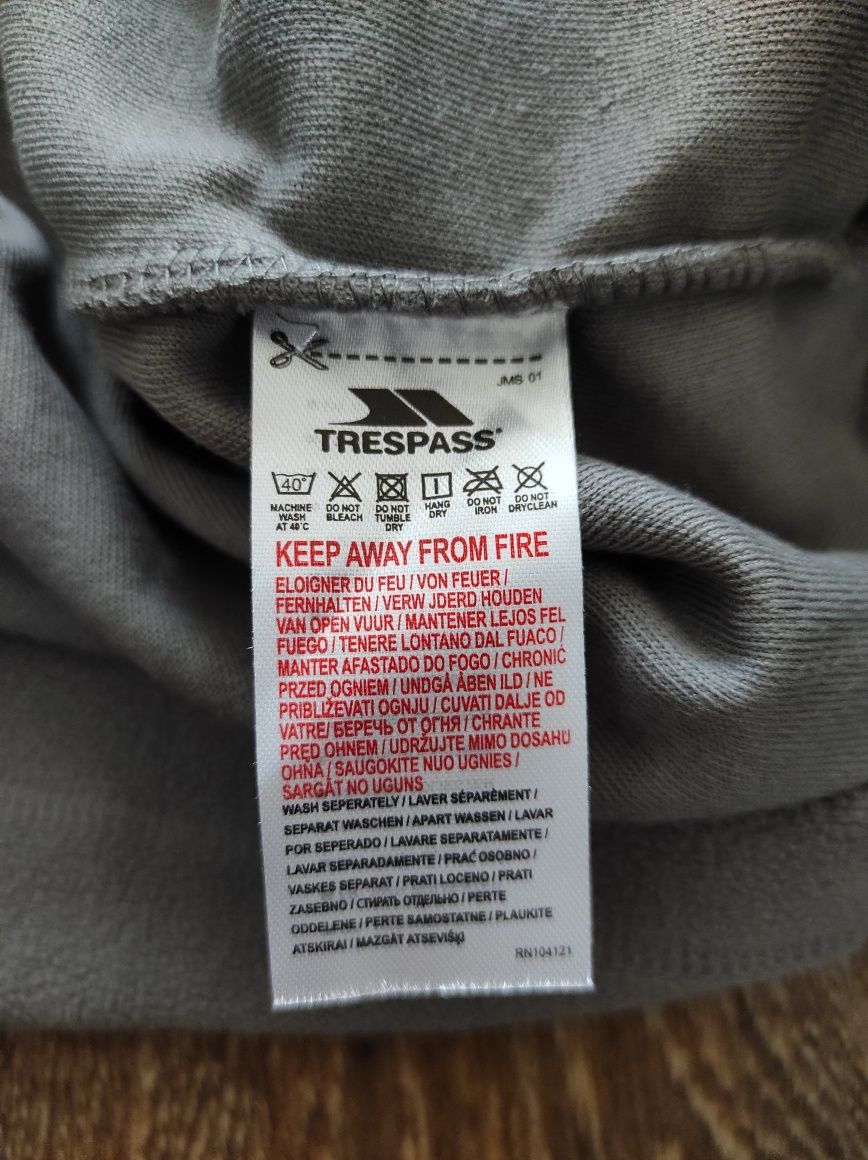 JMS 01
TRESPASS
40°
MACHINE WASH AT 40°C
DO NOT BLEACH
DO NOT TUMBLE DRY
HANG DRY
DO NOT IRON
DO NOT DRYCLEAN
KEEP AWAY FROM FIRE
ELOIGNER DU FEU / VON FEUER /
FERNHALTEN / VERW JDERD HOUDEN
VAN OPEN VUUR / MANTENER LEJOS FEL
FUEGO / TENERE LONTANO DAL FUACO /
MANTER AFASTADO DO FOGO / CHRONIĆ
PRZED OGNIEM / UNDGÅ ÅBEN ILD / NE
PRIBLIŽEVATI OGNJU / CUVATI DALJE OD
VATRE/ БЕРЕЧЬ ОТ ОГНЯ / CHRANTE
PRĘD OHNEM / UDRŽUJTE MIMO DOSAHU
OHŇA / SAUGOKITE NUO UGNIES /
SARGĀT NO UGUNS
WASH SEPERATELY / LAVER SÉPARÉMENT /
SEPARAT WASCHEN / APART WASSEN / LAVAR
POR SEPERADO / LAVARE SEPARATAMENTE /
LAVAR SEPARADAMENTE / PRAĆ OSOBNO /
VASKES SEPARAT / PRATI LOCENO / PRATI
ZASEBNO / СТИРАТЬ ОТДЕЛЬНО / PERTE
ODDELENE / PERTE SAMOSTATNE / PLAUKITE
ATSKIRAI / MAZGĀT ATSEVIŠĶI
RN104121